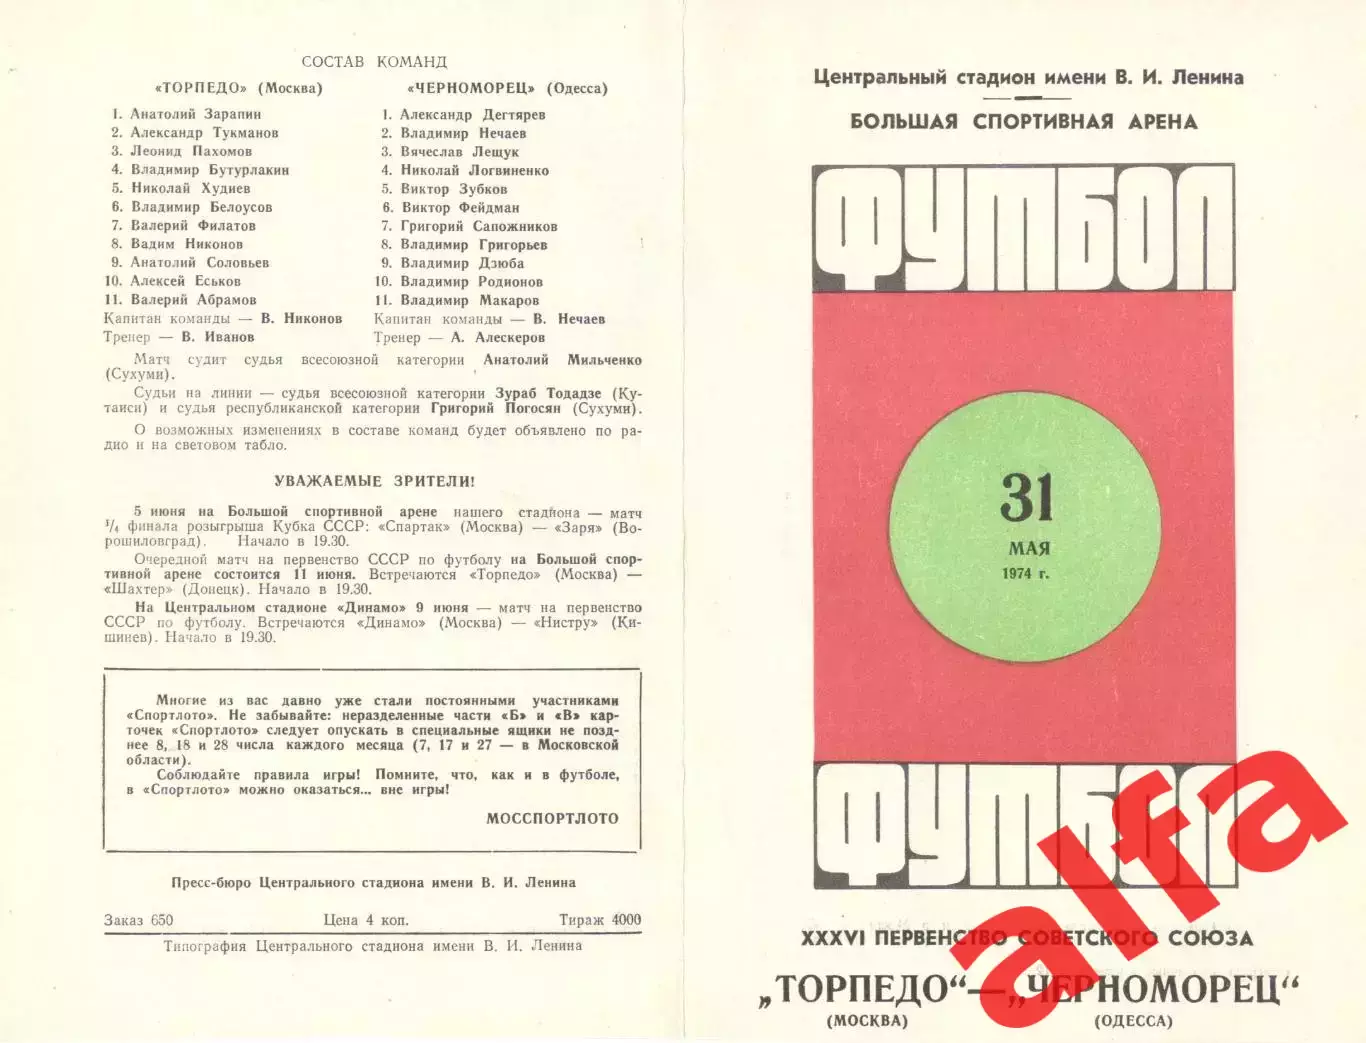 СОСТАВ КОМАНД
«ТОРПЕДО» (Москва)
1. Анатолий Зарапин
2. Александр Тукманов
3. Леонид Пахомов
4. Владимир Бутурлакин
5. Николай Худиев
6. Владимир Белоусов
7. Валерий Филатов
8. Вадим Никонов
9. Анатолий Соловьев
10. Алексей Еськов
11. Валерий Абрамов
Капитан команды — В. Никонов
Тренер — В. Иванов
«ЧЕРНОМОРЕЦ» (Одесса)
1. Александр Дегтярев
2. Владимир Нечаев
3. Вячеслав Лещук
4. Николай Логвиненко
5. Виктор Зубков
6. Виктор Фейдман
7. Григорий Сапожников
8. Владимир Григорьев
9. Владимир Дзюба
10. Владимир Родионов
11. Владимир Макаров
Капитан команды — В. Нечаев
Тренер — А. Алескеров
Матч судит судья всесоюзной категории Анатолий Мильченко
(Сухуми).
Судьи на линии — судья всесоюзной категории Зураб Тодадзе (Ку-
таиси) и судья республиканской категории Григорий Погосян (Сухуми).
О возможных изменениях в составе команд будет объявлено по ра-
дио и на световом табло.
УВАЖАЕМЫЕ ЗРИТЕЛИ!
5 июня на Большой спортивной арене нашего стадиона — матч
¼ финала розыгрыша Кубка СССР: «Спартак» (Москва) — «Заря» (Во-
рошиловград). Начало в 19.30.
Очередной матч на первенство СССР по футболу на Большой спор-
тивной арене состоится 11 июня. Встречаются «Торпедо» (Москва) —
«Шахтер» (Донецк). Начало в 19.30.
На Центральном стадионе «Динамо» 9 июня — матч на первенство
СССР по футболу. Встречаются «Динамо» (Москва) — «Нистру» (Ки-
шинев). Начало в 19.30.
Многие из вас давно уже стали постоянными участниками
«Спортлото». Не забывайте: неразделенные части «Б» и «В» кар-
точек «Спортлото» следует опускать в специальные ящики не позд-
нее 8, 18 и 28 числа каждого месяца (7, 17 и 27 — в Московской
области).
Соблюдайте правила игры! Помните, что, как и в футболе,
в «Спортлото» можно оказаться... вне игры!
МОССПОРТЛОТО
Пресс-бюро Центрального стадиона имени В. И. Ленина
Заказ 650 Цена 4 коп. Тираж 4000
Типография Центрального стадиона имени В. И. Ленина
Центральный стадион имени В. И. Ленина
БОЛЬШАЯ СПОРТИВНАЯ АРЕНА
ФУТБОЛ
31
МАЯ
1974 г.
ФУТБОЛ
XXXVI ПЕРВЕНСТВО СОВЕТСКОГО СОЮЗА
„ТОРПЕДО“ — „ЧЕРНОМОРЕЦ“
(МОСКВА) (ОДЕССА)
alfa